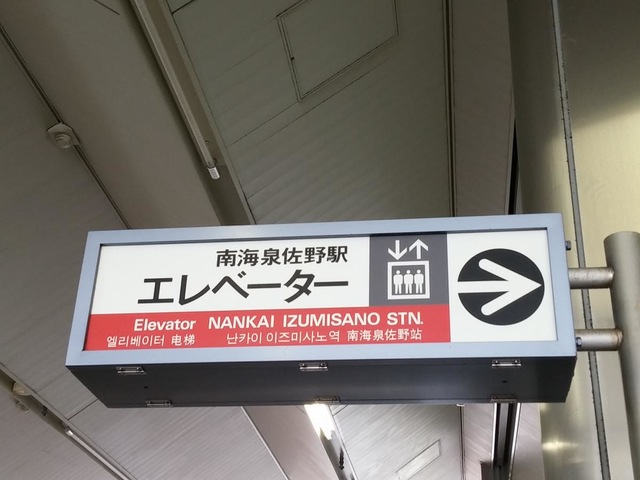 南海泉佐野駅
エレベーター
Elevator NANKAI IZUMISANO STN.
엘리베이터 电梯 난카이 이즈미사노역 南海泉佐野站